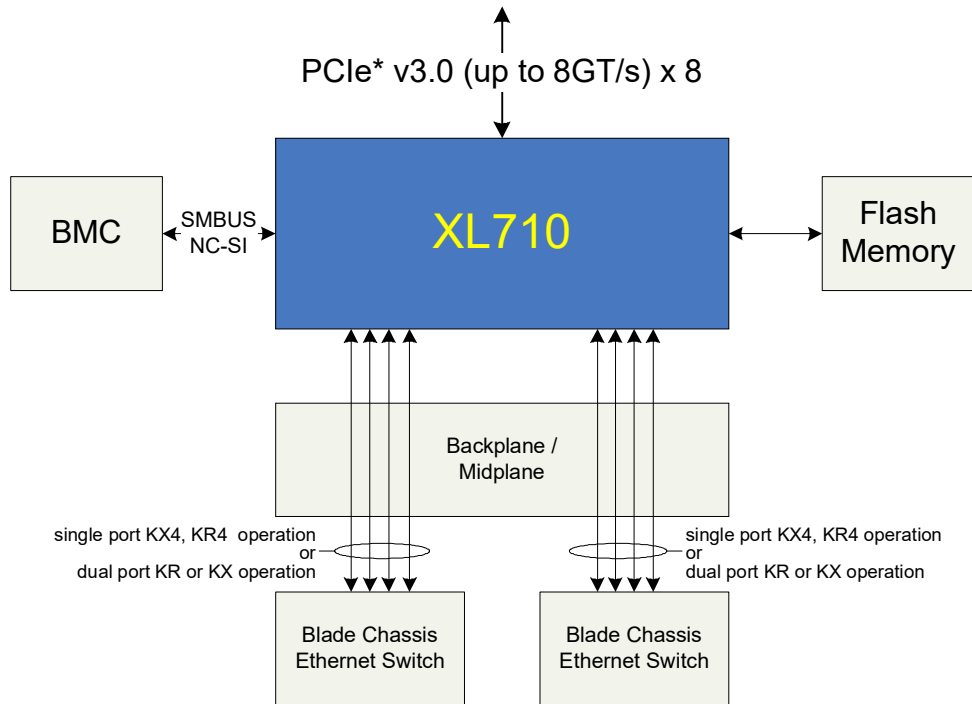 PCIe* v3.0 (up to 8GT/s) x 8
BMC
SMBUS
NC-SI
XL710
Flash
Memory
Backplane /
Midplane
single port KX4, KR4 operation
or
dual port KR or KX operation
single port KX4, KR4 operation
or
dual port KR or KX operation
Blade Chassis
Ethernet Switch
Blade Chassis
Ethernet Switch